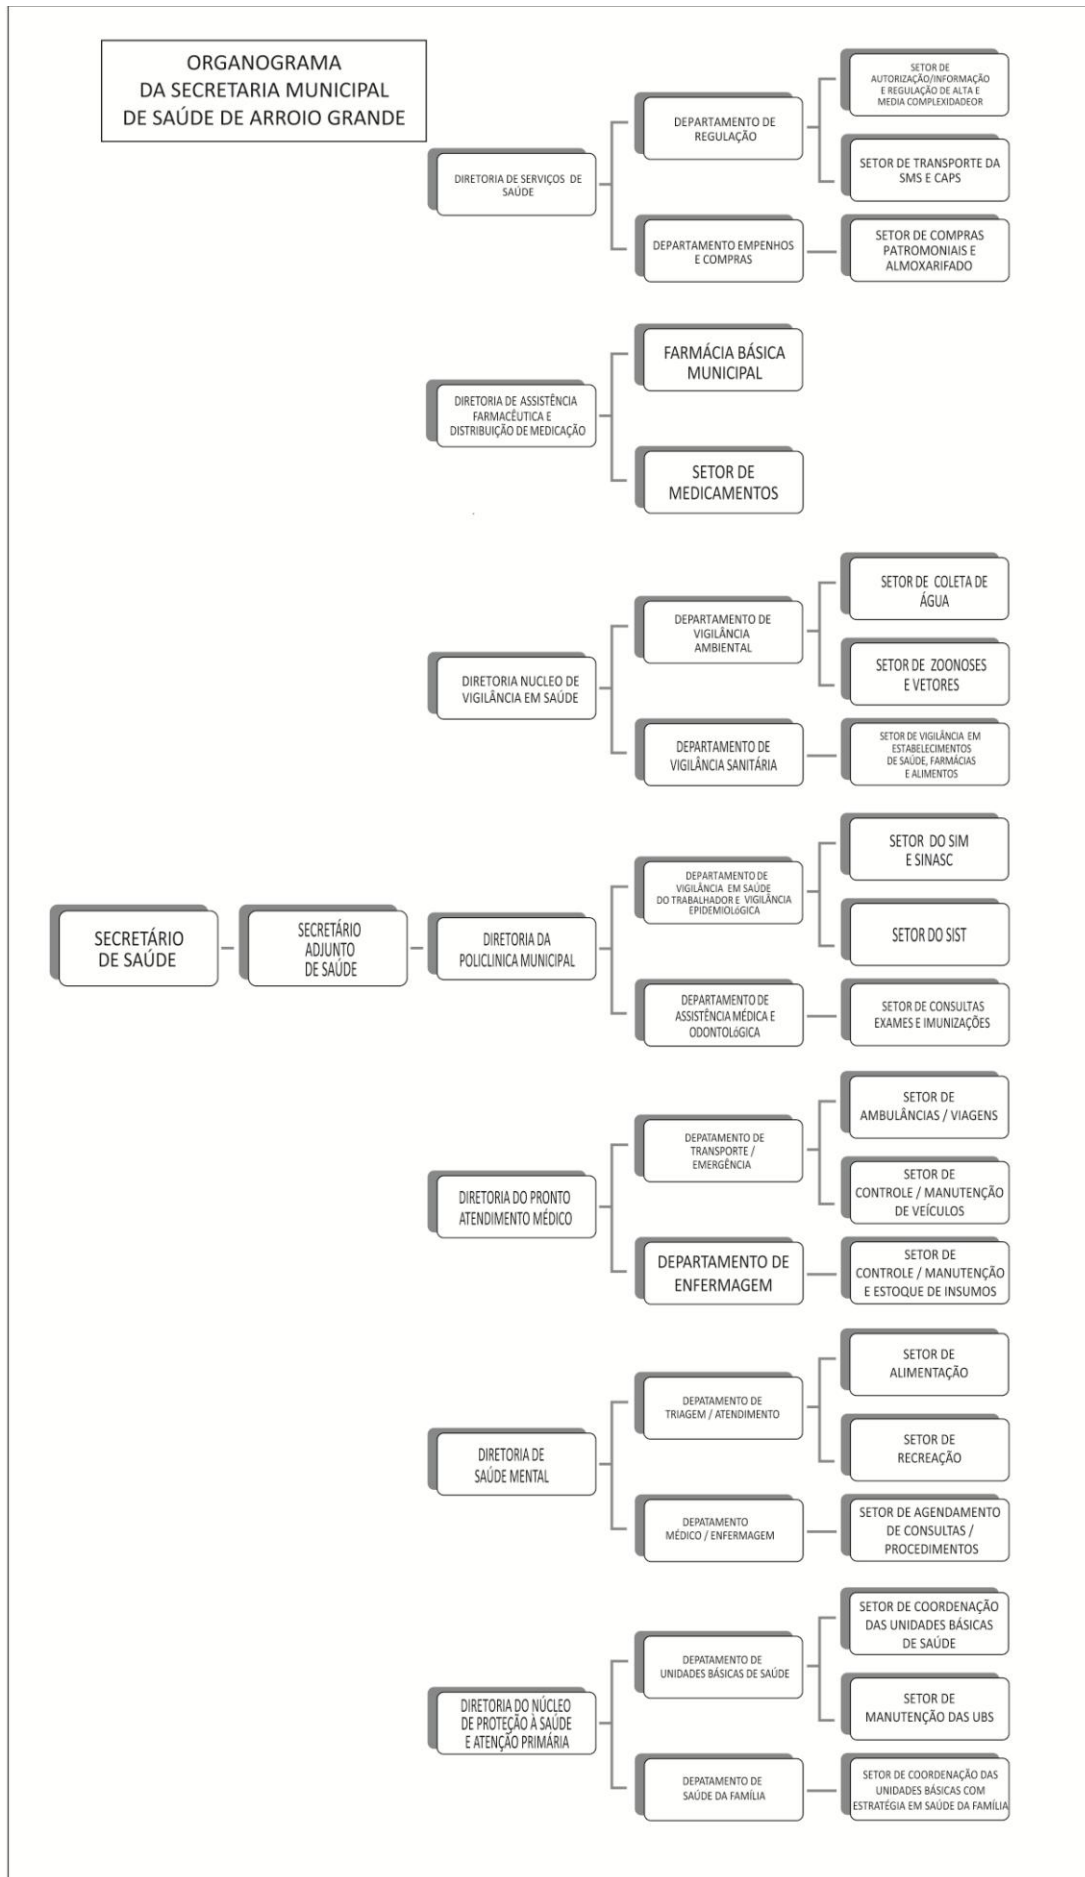 ORGANOGRAMA
DA SECRETARIA MUNICIPAL
DE SAÚDE DE ARROIO GRANDE
SECRETÁRIO
DE SAÚDE
SECRETÁRIO
ADJUNTO
DE SAÚDE
DIRETORIA DE SERVIÇOS DE
SAÚDE
DEPARTAMENTO DE
REGULAÇÃO
SETOR DE
AUTORIZAÇÃO/INFORMAÇÃO
E REGULAÇÃO DE ALTA E
MEDIA COMPLEXIDADEOR
SETOR DE TRANSPORTE DA
SMS E CAPS
DEPARTAMENTO EMPENHOS
E COMPRAS
SETOR DE COMPRAS
PATROMONIAIS E
ALMOXARIFADO
DIRETORIA DE ASSISTÊNCIA
FARMACÊUTICA E
DISTRIBUIÇÃO DE MEDICAÇÃO
FARMÁCIA BÁSICA
MUNICIPAL
SETOR DE
MEDICAMENTOS
DIRETORIA NUCLEO DE
VIGILÂNCIA EM SAÚDE
DEPARTAMENTO DE
VIGILÂNCIA
AMBIENTAL
SETOR DE COLETA DE
ÁGUA
SETOR DE ZOONOSES
E VETORES
DEPARTAMENTO DE
VIGILÂNCIA SANITÁRIA
SETOR DE VIGILÂNCIA EM
ESTABELECIMENTOS
DE SAÚDE, FARMÁCIAS
E ALIMENTOS
DIRETORIA DA
POLICLINICA MUNICIPAL
DEPARTAMENTO DE
VIGILÂNCIA EM SAÚDE
DO TRABALHADOR E VIGILÂNCIA
EPIDEMIOLóGICA
SETOR DO SIM
E SINASC
SETOR DO SIST
DEPARTAMENTO DE
ASSISTÊNCIA MÉDICA E
ODONTOLóGICA
SETOR DE CONSULTAS
EXAMES E IMUNIZAÇÕES
DIRETORIA DO PRONTO
ATENDIMENTO MÉDICO
DEPATAMENTO DE
TRANSPORTE /
EMERGÊNCIA
SETOR DE
AMBULÂNCIAS / VIAGENS
SETOR DE
CONTROLE / MANUTENÇÃO
DE VEÍCULOS
DEPARTAMENTO DE
ENFERMAGEM
SETOR DE
CONTROLE / MANUTENÇÃO
E ESTOQUE DE INSUMOS
DIRETORIA DE
SAÚDE MENTAL
DEPATAMENTO DE
TRIAGEM / ATENDIMENTO
SETOR DE
ALIMENTAÇÃO
SETOR DE
RECREAÇÃO
DEPATAMENTO
MÉDICO / ENFERMAGEM
SETOR DE AGENDAMENTO
DE CONSULTAS /
PROCEDIMENTOS
DIRETORIA DO NÚCLEO
DE PROTEÇÃO À SAÚDE
E ATENÇÃO PRIMÁRIA
DEPATAMENTO DE
UNIDADES BÁSICAS DE SAÚDE
SETOR DE COORDENAÇÃO
DAS UNIDADES BÁSICAS
DE SAÚDE
SETOR DE
MANUTENÇÃO DAS UBS
DEPATAMENTO DE
SAÚDE DA FAMÍLIA
SETOR DE COORDENAÇÃO DAS
UNIDADES BÁSICAS COM
ESTRATÉGIA EM SAÚDE DA FAMÍLIA